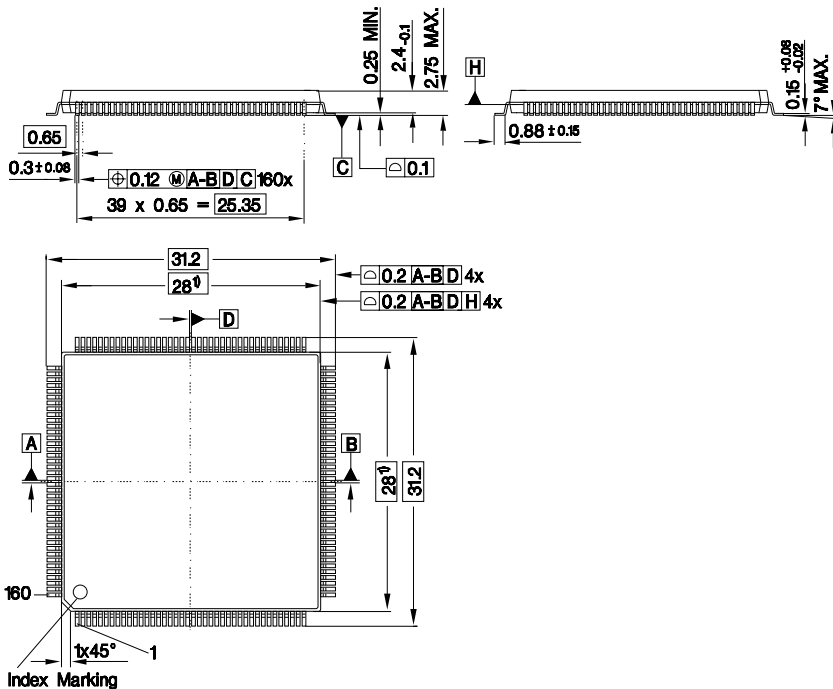 0.25 MIN.
2.4 -0.1
2.75 MAX.
H
0.15 +0.08 -0.02
7° MAX.
0.65
0.88 ± 0.15
0.3 ± 0.08
C
⌓ 0.1
⌖ 0.12 Ⓜ A-B D C 160x
39 x 0.65 = 25.35
31.2
⌓ 0.2 A-B D 4x
28 1)
⌓ 0.2 A-B D H 4x
D
A
B
28 1)
31.2
160
1x45°
1
Index Marking